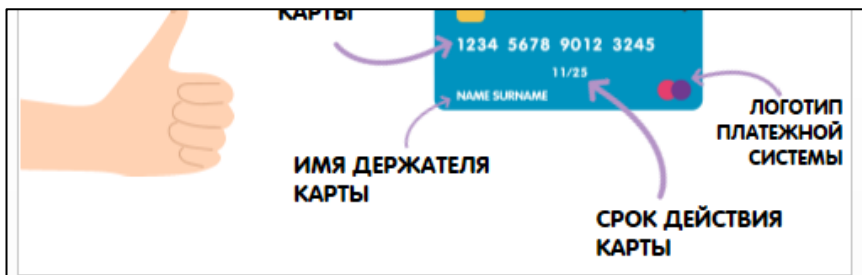 КАРТЫ
1234 5678 9012 3245
11/25
NAME SURNAME
ЛОГОТИП
ПЛАТЕЖНОЙ
СИСТЕМЫ
ИМЯ ДЕРЖАТЕЛЯ
КАРТЫ
СРОК ДЕЙСТВИЯ
КАРТЫ